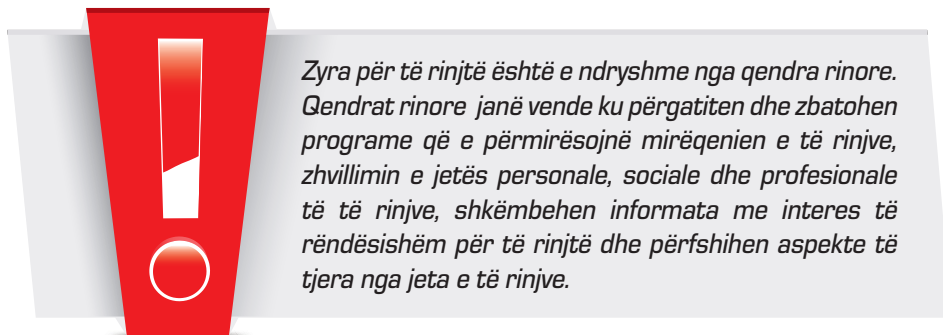 Zyra për të rinjtë është e ndryshme nga qendra rinore.
Qendrat rinore janë vende ku përgatiten dhe zbatohen
programe që e përmirësojnë mirëqenien e të rinjve,
zhvillimin e jetës personale, sociale dhe profesionale
të të rinjve, shkëmbehen informata me interes të
rëndësishëm për të rinjtë dhe përfshihen aspekte të
tjera nga jeta e të rinjve.